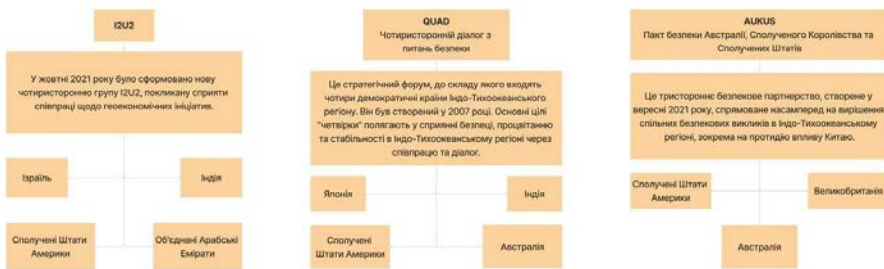 I2U2
У жовтні 2021 року було сформовано нову
чотиристоронню групу I2U2, покликану сприяти
співпраці щодо геоекономічних ініціатив.
Ізраїль
Індія
Сполучені Штати
Америки
Об'єднані Арабські
Емірати
QUAD
Чотиристоронній діалог з
питань безпеки
Це стратегічний форум, до складу якого входять
чотири демократичні країни Індо-Тихоокеанського
регіону. Він був створений у 2007 році. Основні цілі
"четвірки" полягають у сприянні безпеці, процвітанню
та стабільності в Індо-Тихоокеанському регіоні через
співпрацю та діалог.
Японія
Індія
Сполучені
Штати Америки
Австралія
AUKUS
Пакт безпеки Австралії, Сполученого Королівства та
Сполучених Штатів
Це тристороннє безпекове партнерство, створене у
вересні 2021 року, спрямоване насамперед на вирішення
спільних безпекових викликів в Індо-Тихоокеанському
регіоні, зокрема на протидію впливу Китаю.
Сполучені Штати
Америки
Великобританія
Австралія